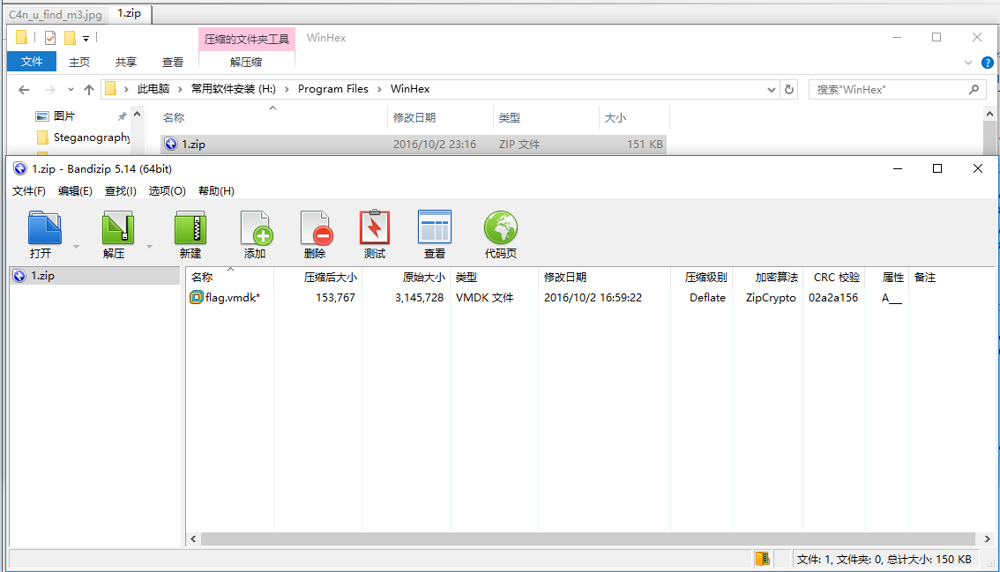 C4n_u_find_m3.jpg 1.zip
压缩的文件夹工具 WinHex
文件 主页 共享 查看 解压缩
此电脑 › 常用软件安装 (H:) › Program Files › WinHex 搜索"WinHex"
图片 名称 修改日期 类型 大小
Steganography 1.zip 2016/10/2 23:16 ZIP 文件 151 KB
1.zip - Bandizip 5.14 (64bit)
文件(F) 编辑(E) 查找(I) 选项(O) 帮助(H)
打开 解压 新建 添加 删除 测试 查看 代码页
1.zip 名称 压缩后大小 原始大小 类型 修改日期 压缩级别 加密算法 CRC 校验 属性 备注
flag.vmdk* 153,767 3,145,728 VMDK 文件 2016/10/2 16:59:22 Deflate ZipCrypto 02a2a156 A__
文件: 1, 文件夹: 0, 总计大小: 150 KB